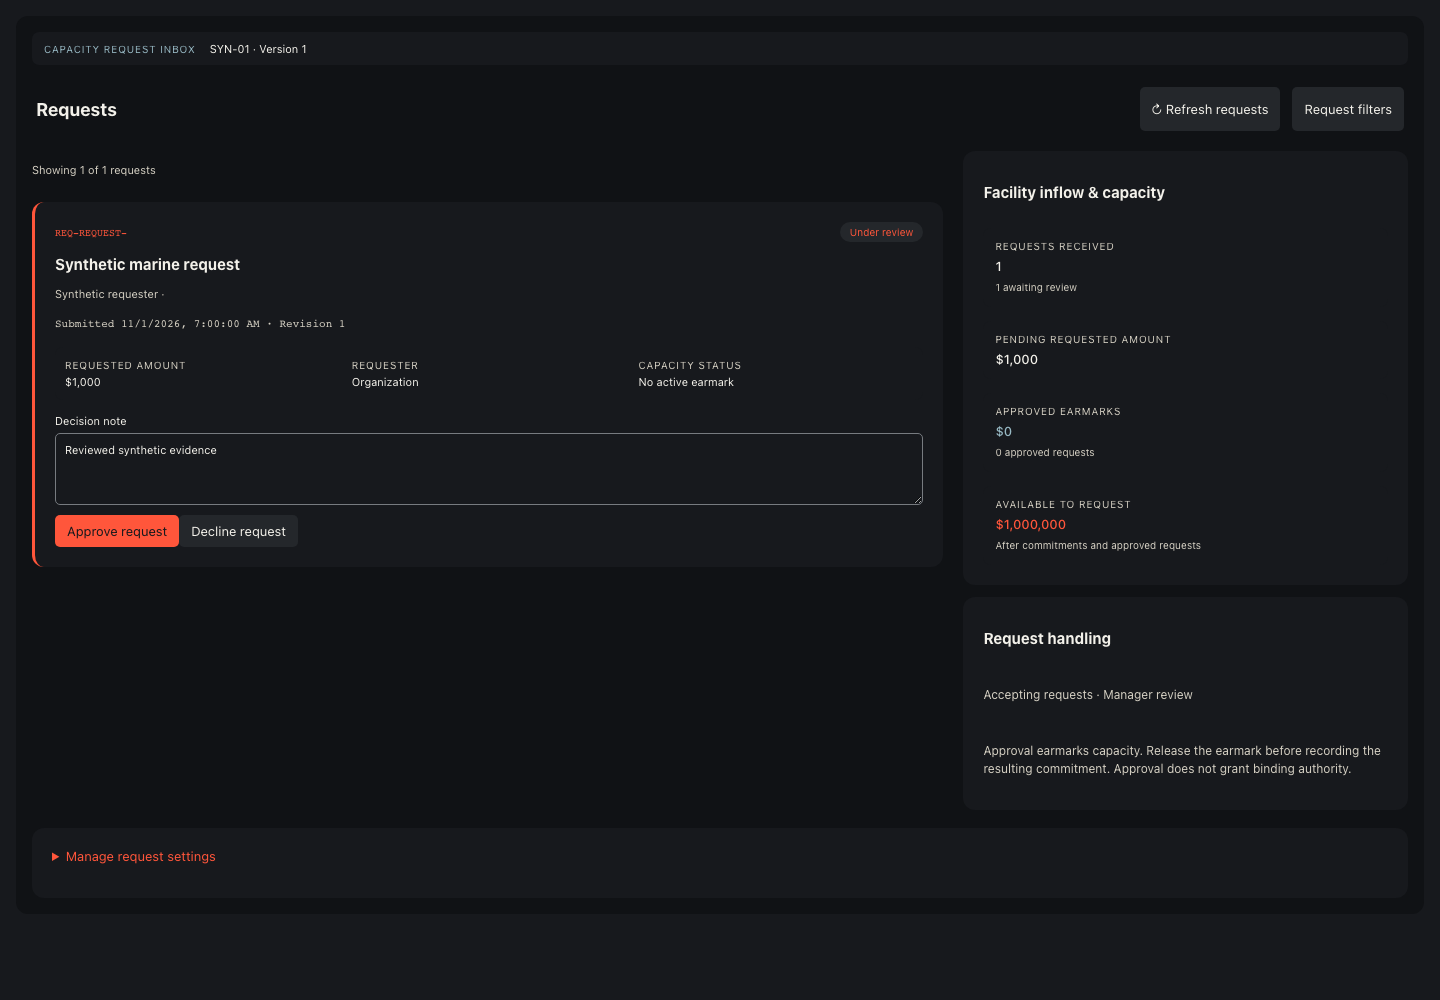 CAPACITY REQUEST INBOX SYN-01 · Version 1
Requests
↻ Refresh requests
Request filters
Showing 1 of 1 requests
REQ-REQUEST-
Under review
Synthetic marine request
Synthetic requester ·
Submitted 11/1/2026, 7:00:00 AM · Revision 1
REQUESTED AMOUNT
$1,000
REQUESTER
Organization
CAPACITY STATUS
No active earmark
Decision note
Reviewed synthetic evidence
Approve request
Decline request
Facility inflow & capacity
REQUESTS RECEIVED
1
1 awaiting review
PENDING REQUESTED AMOUNT
$1,000
APPROVED EARMARKS
$0
0 approved requests
AVAILABLE TO REQUEST
$1,000,000
After commitments and approved requests
Request handling
Accepting requests · Manager review
Approval earmarks capacity. Release the earmark before recording the
resulting commitment. Approval does not grant binding authority.
▶ Manage request settings